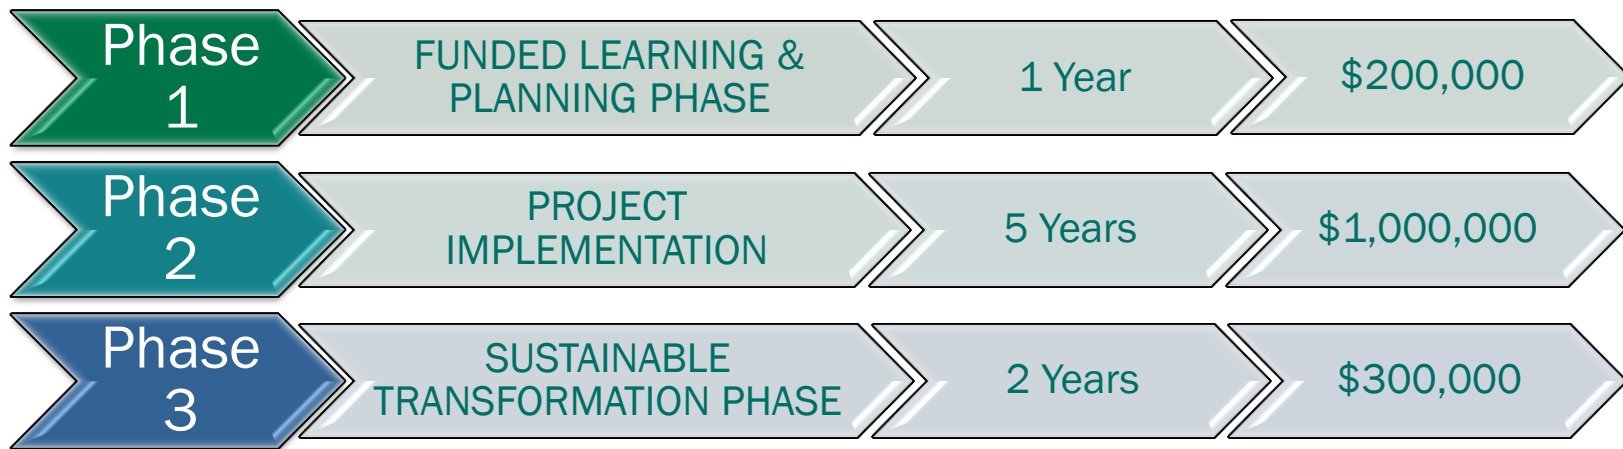 Phase
1
FUNDED LEARNING &
PLANNING PHASE
1 Year
$200,000
Phase
2
PROJECT
IMPLEMENTATION
5 Years
$1,000,000
Phase
3
SUSTAINABLE
TRANSFORMATION PHASE
2 Years
$300,000